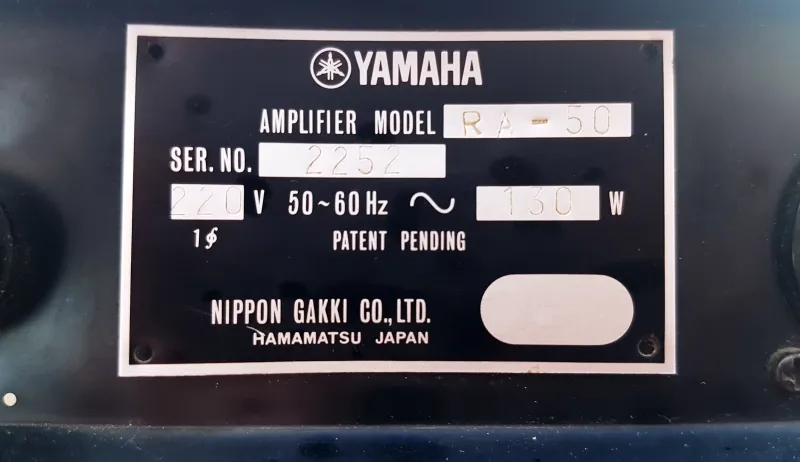 YAMAHA
AMPLIFIER MODEL RA-50
SER. NO. 2252
220 V 50~60 Hz ∿ 130 W
1ϕ PATENT PENDING
NIPPON GAKKI CO., LTD.
HAMAMATSU JAPAN